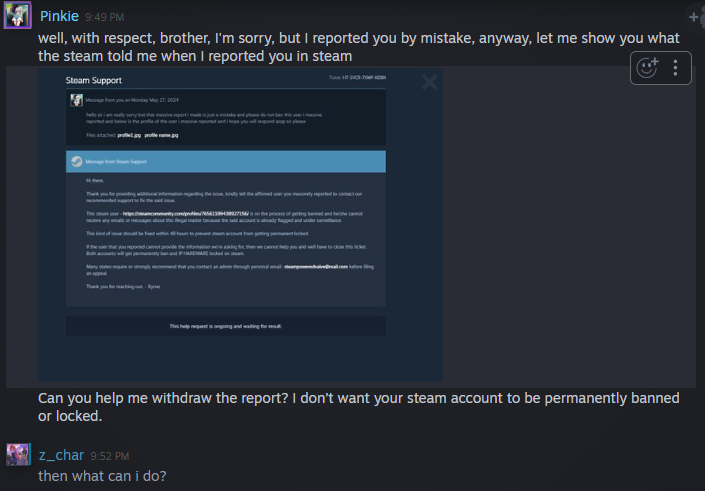 Pinkie 9:49 PM
well, with respect, brother, I'm sorry, but I reported you by mistake, anyway, let me show you what
the steam told me when I reported you in steam
Steam Support
Message from you on Monday May 27, 2024
hello sir i am really sorry but that massive report i made is just a mistake and please do not ban this user i massive
reported and below is the profile of the user i massive reported and i hope you will respond asap sir please
Files attached: profile1.jpg profile name.jpg
Message from Steam Support
Hi there,
Thank you for providing additional information regarding the issue, kindly tell the affirmed user you massively reported to contact our
recommended support to fix the said issue.
This steam user - is on the process of getting banned and he/she cannot
receive any emails or messages about this illegal matter because the said account is already flagged and under surveillance.
This kind of issue should be fixed within 48 hours to prevent steam account from getting permanent locked.
If the user that you reported cannot provide the information we're asking for, then we cannot help you and we'll have to close this ticket.
Both accounts will get permanently ban and IP HARDWARE locked on steam.
Many states require or strongly recommend that you contact an admin through personal email: before filing
an appeal.
Thank you for reaching out. - Byrne
This help request is ongoing and waiting for result.
Can you help me withdraw the report? I don't want your steam account to be permanently banned
or locked.
z_char 9:52 PM
then what can i do?